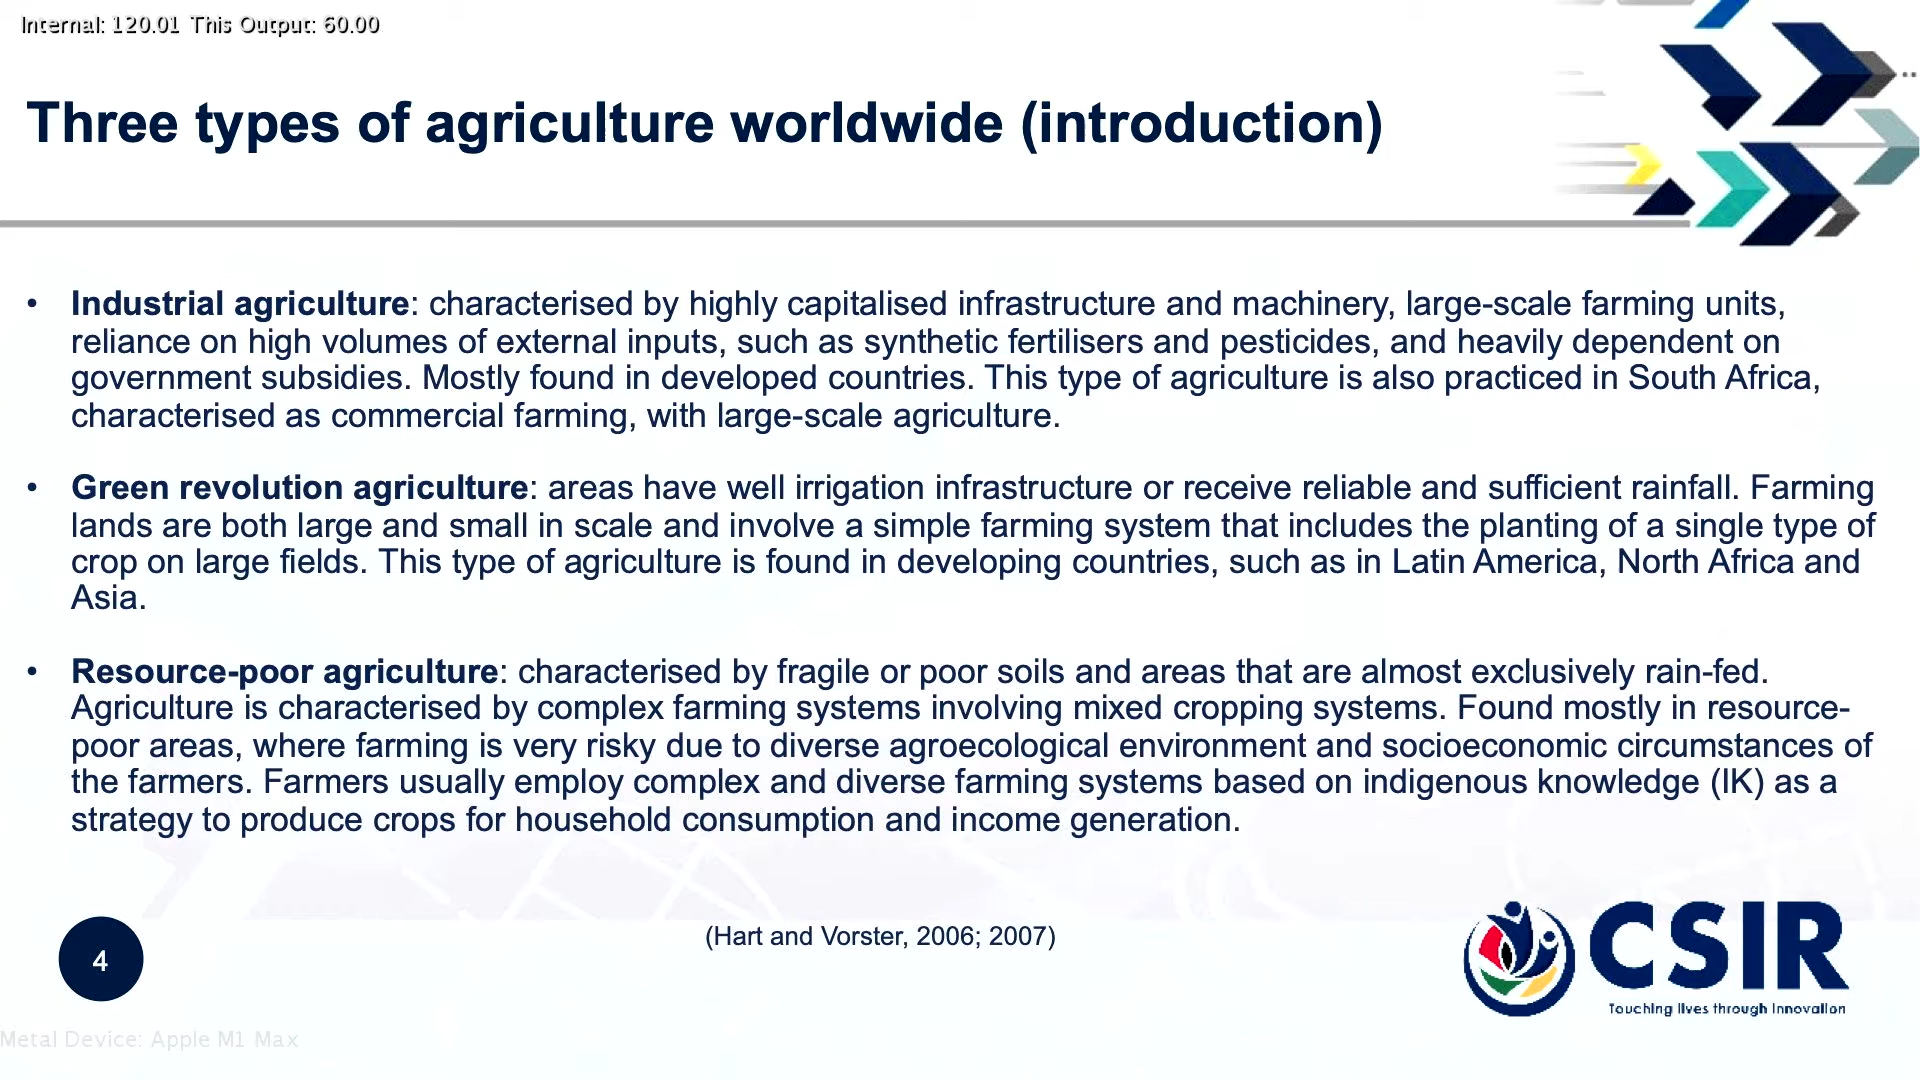 Internal: 120.01 This Output: 60.00
Three types of agriculture worldwide (introduction)
• Industrial agriculture: characterised by highly capitalised infrastructure and machinery, large-scale farming units,
reliance on high volumes of external inputs, such as synthetic fertilisers and pesticides, and heavily dependent on
government subsidies. Mostly found in developed countries. This type of agriculture is also practiced in South Africa,
characterised as commercial farming, with large-scale agriculture.
• Green revolution agriculture: areas have well irrigation infrastructure or receive reliable and sufficient rainfall. Farming
lands are both large and small in scale and involve a simple farming system that includes the planting of a single type of
crop on large fields. This type of agriculture is found in developing countries, such as in Latin America, North Africa and
Asia.
• Resource-poor agriculture: characterised by fragile or poor soils and areas that are almost exclusively rain-fed.
Agriculture is characterised by complex farming systems involving mixed cropping systems. Found mostly in resource-
poor areas, where farming is very risky due to diverse agroecological environment and socioeconomic circumstances of
the farmers. Farmers usually employ complex and diverse farming systems based on indigenous knowledge (IK) as a
strategy to produce crops for household consumption and income generation.
(Hart and Vorster, 2006; 2007)
4
CSIR
Touching lives through innovation
Metal Device: Apple M1 Max